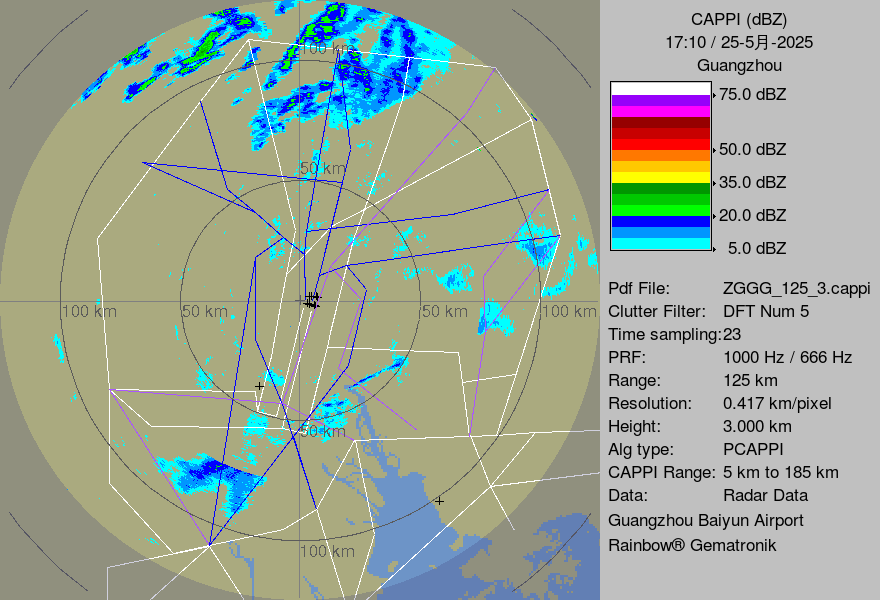 CAPPI (dBZ)
17:10 / 25-5月-2025
Guangzhou
75.0 dBZ
50.0 dBZ
35.0 dBZ
20.0 dBZ
5.0 dBZ
Pdf File: ZGGG_125_3.cappi
Clutter Filter: DFT Num 5
Time sampling: 23
PRF: 1000 Hz / 666 Hz
Range: 125 km
Resolution: 0.417 km/pixel
Height: 3.000 km
Alg type: PCAPPI
CAPPI Range: 5 km to 185 km
Data: Radar Data
Guangzhou Baiyun Airport
Rainbow® Gematronik
100 km
50 km
100 km
50 km
50 km
100 km
50 km
100 km